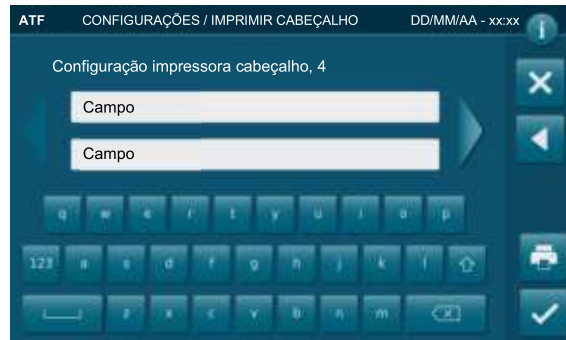 ATF CONFIGURAÇÕES / IMPRIMIR CABEÇALHO DD/MM/AA - xx:xx
i
Configuração impressora cabeçalho, 4
Campo
Campo
q w e r t y u i o p
123 a s d f g h j k l
z x c v b n m